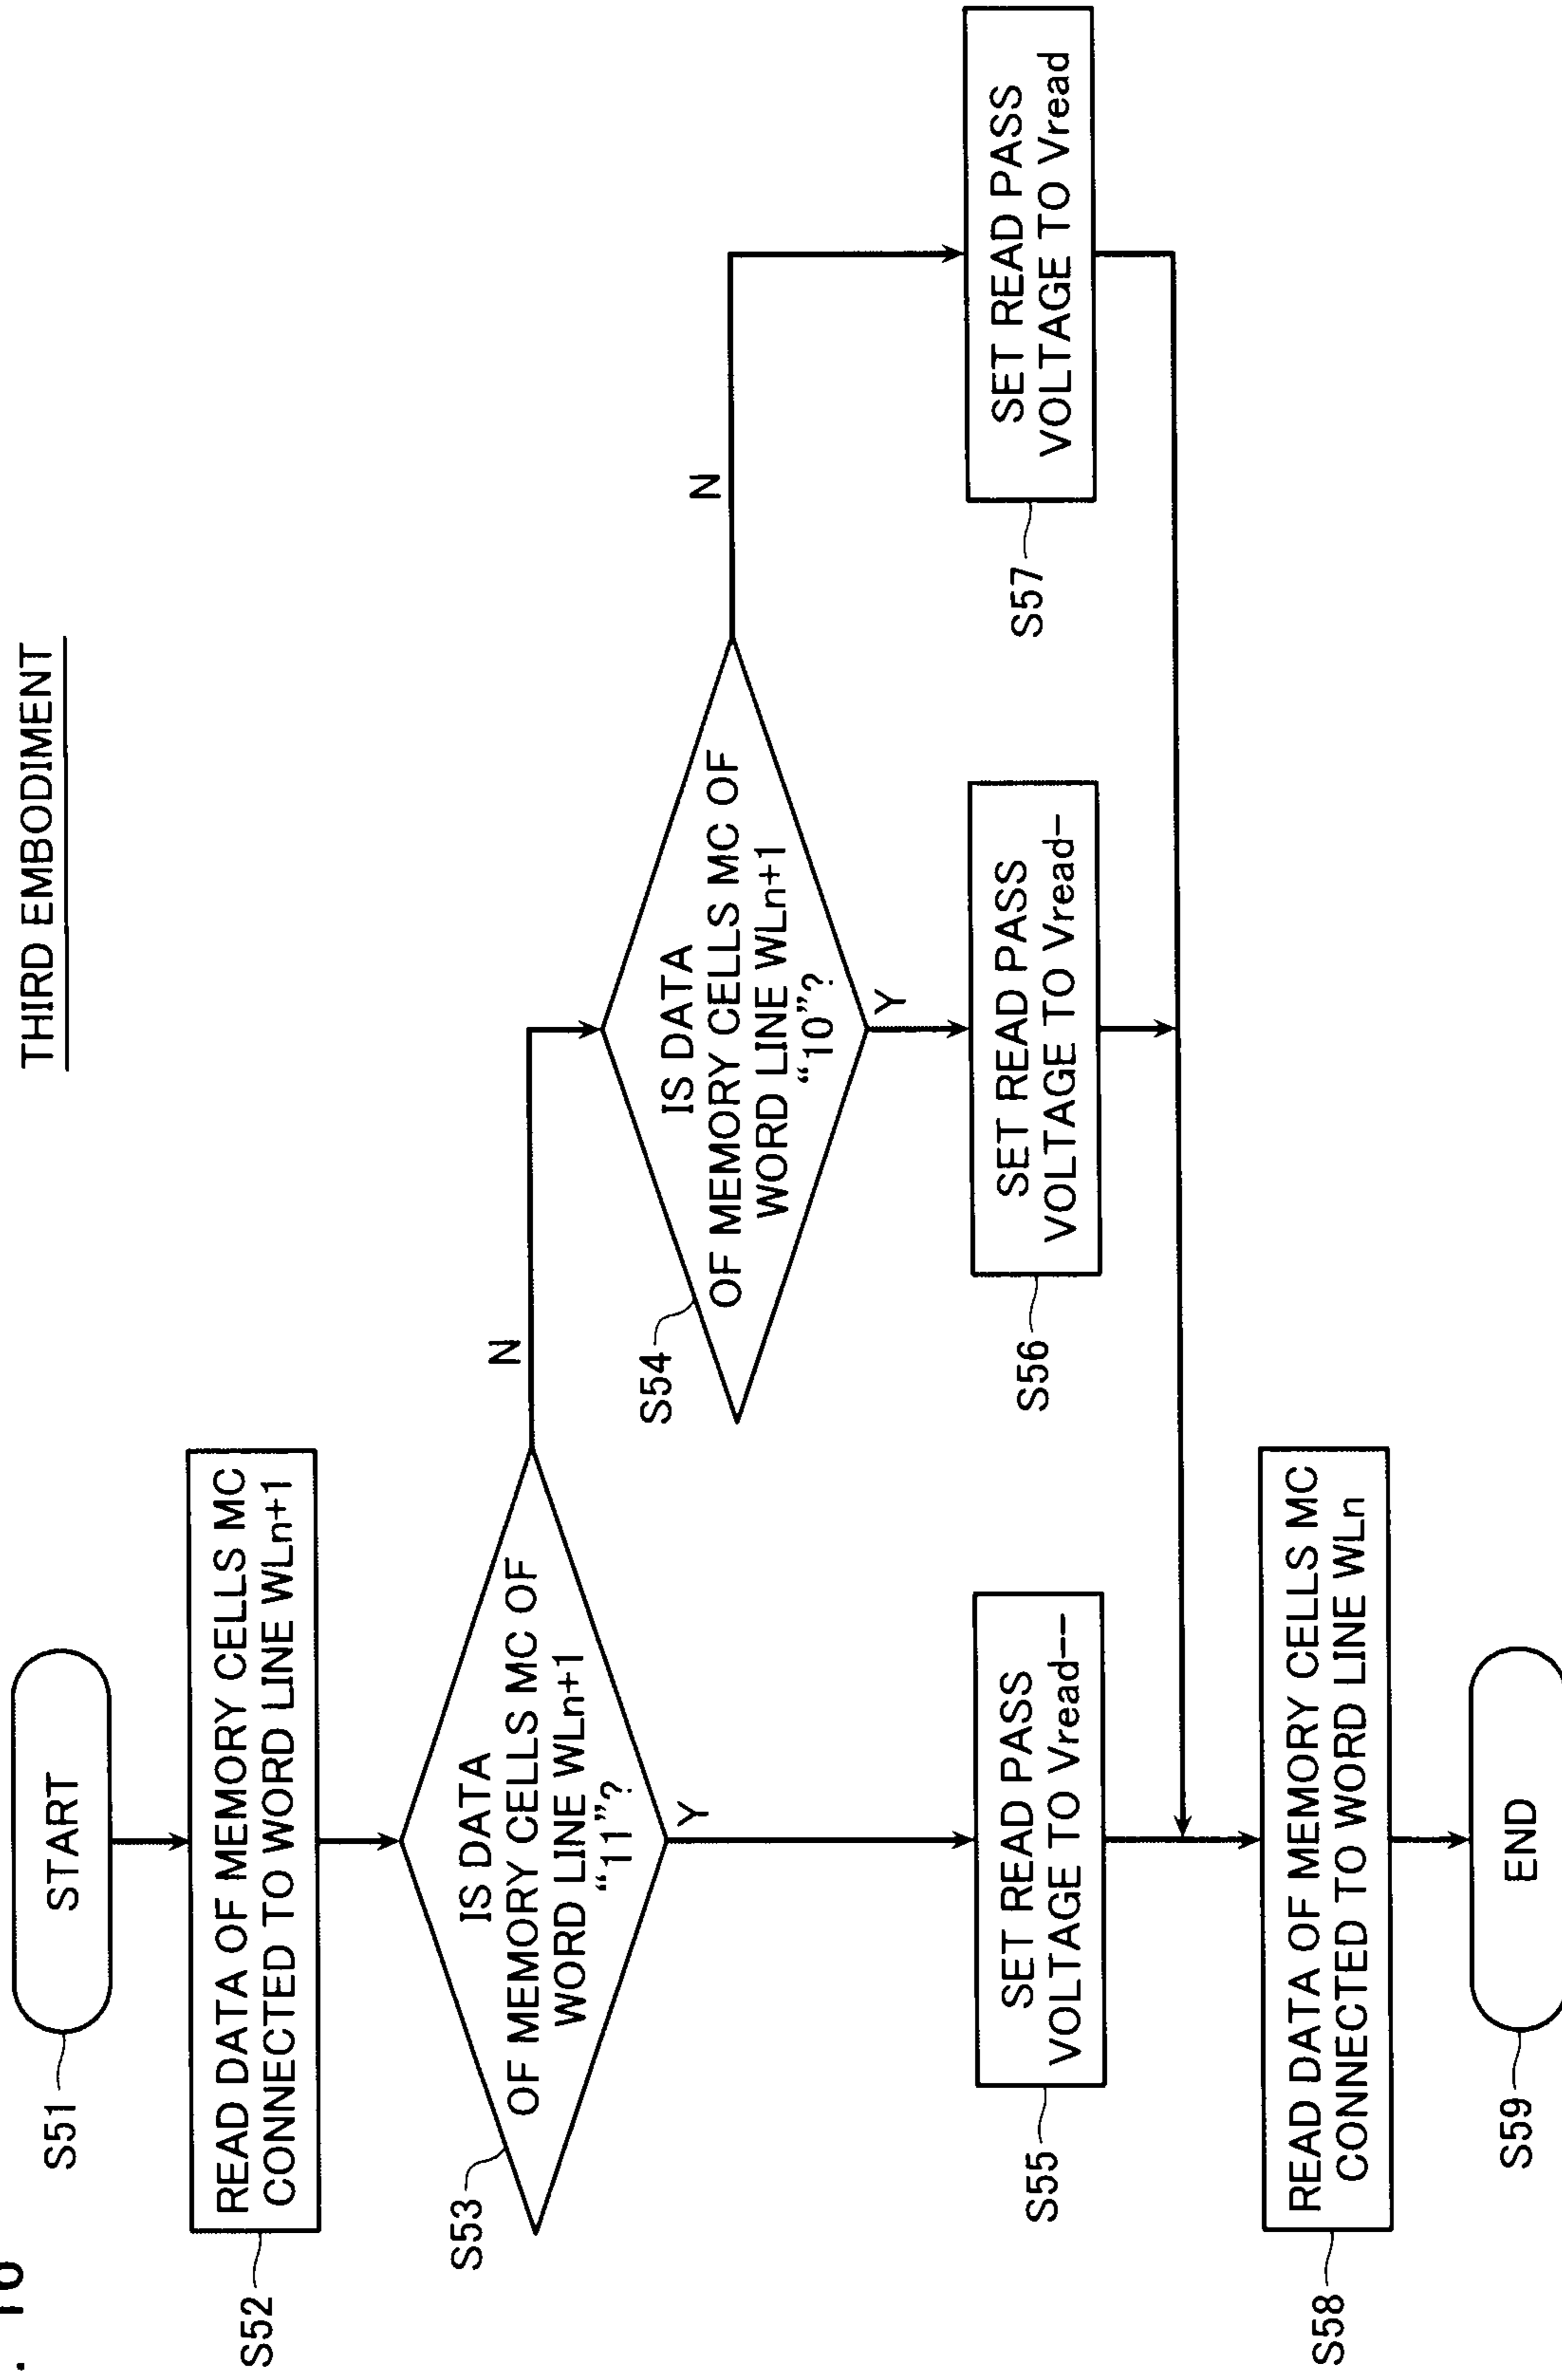 THIRD EMBODIMENT
START
S51
READ DATA OF MEMORY CELLS MC
CONNECTED TO WORD LINE WLn+1
S52
IS DATA
OF MEMORY CELLS MC OF
WORD LINE WLn+1
“11”?
S53
N
Y
IS DATA
OF MEMORY CELLS MC OF
WORD LINE WLn+1
“10”?
S54
N
Y
SET READ PASS
VOLTAGE TO Vread--
S55
SET READ PASS
VOLTAGE TO Vread-
S56
SET READ PASS
VOLTAGE TO Vread
S57
READ DATA OF MEMORY CELLS MC
CONNECTED TO WORD LINE WLn
S58
END
S59